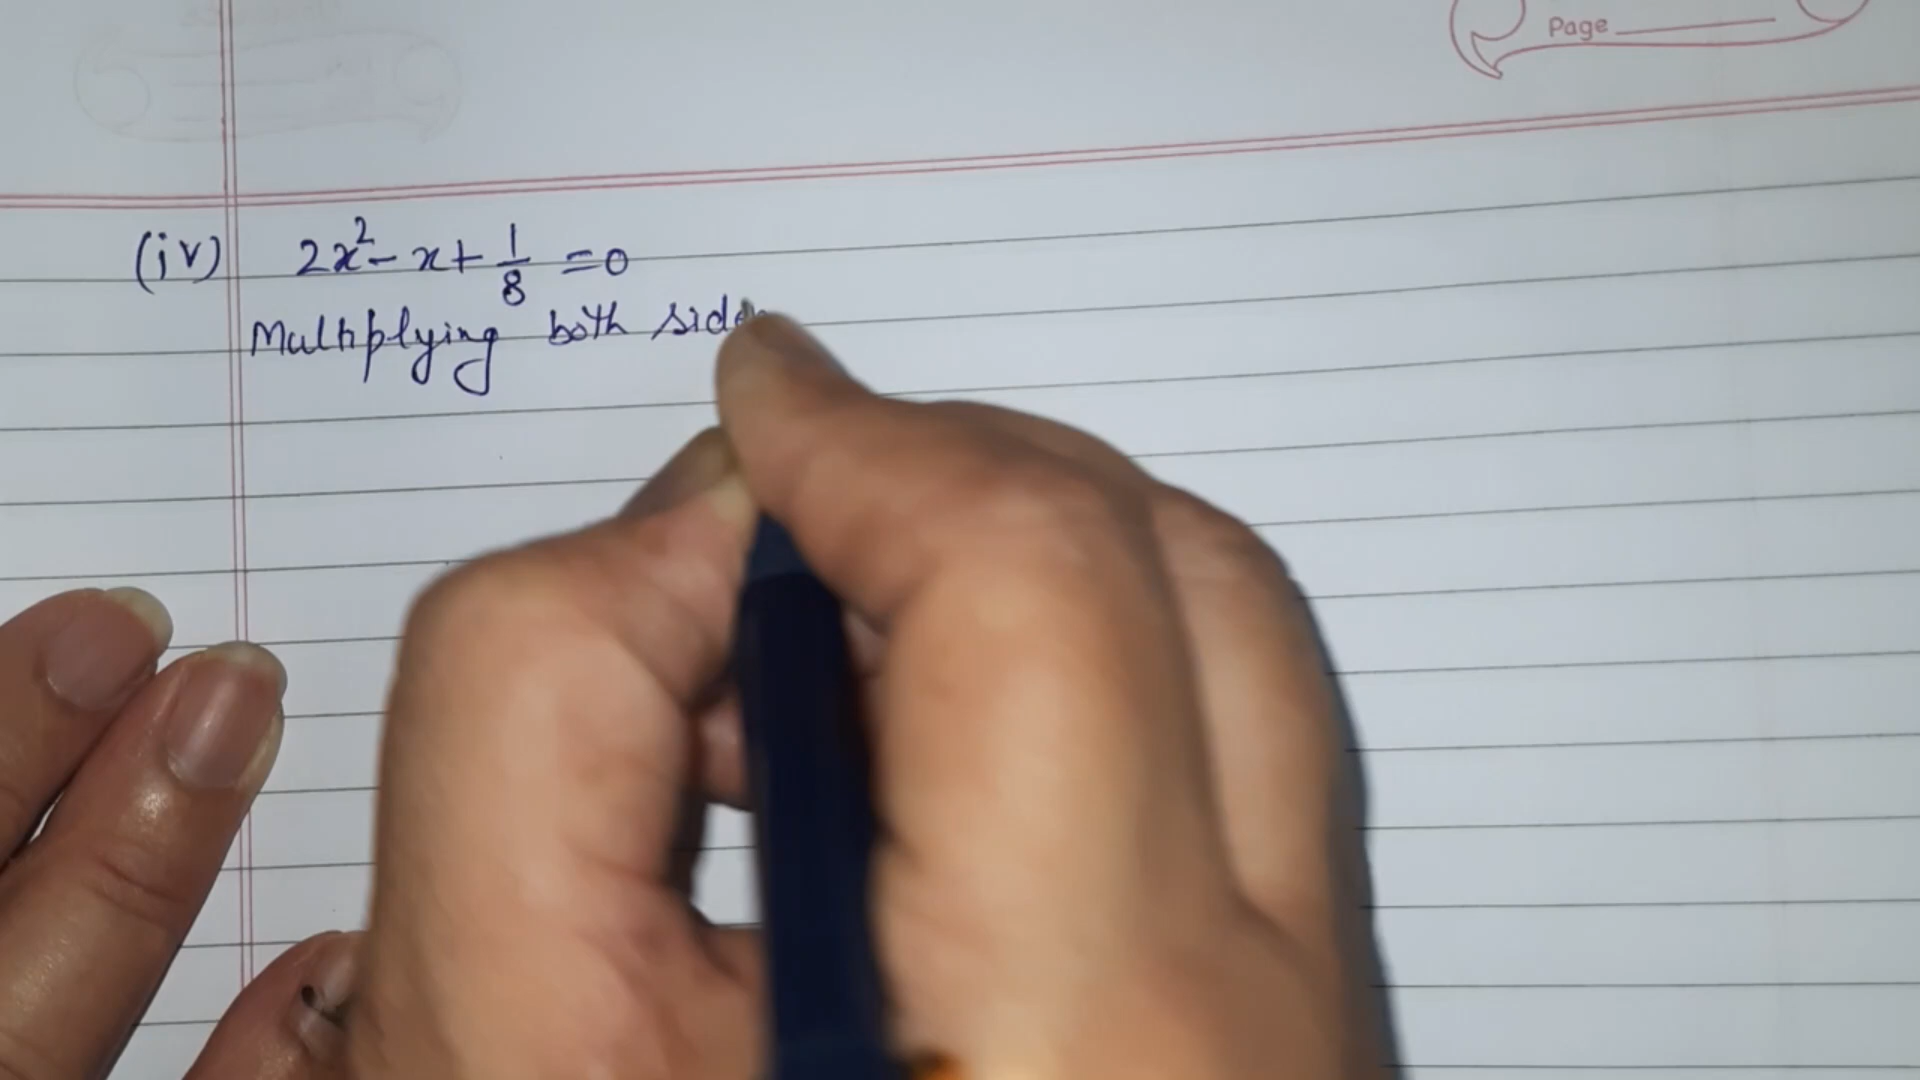 Page
(iv) 2x² - x + 1/8 = 0
Multiplying both side